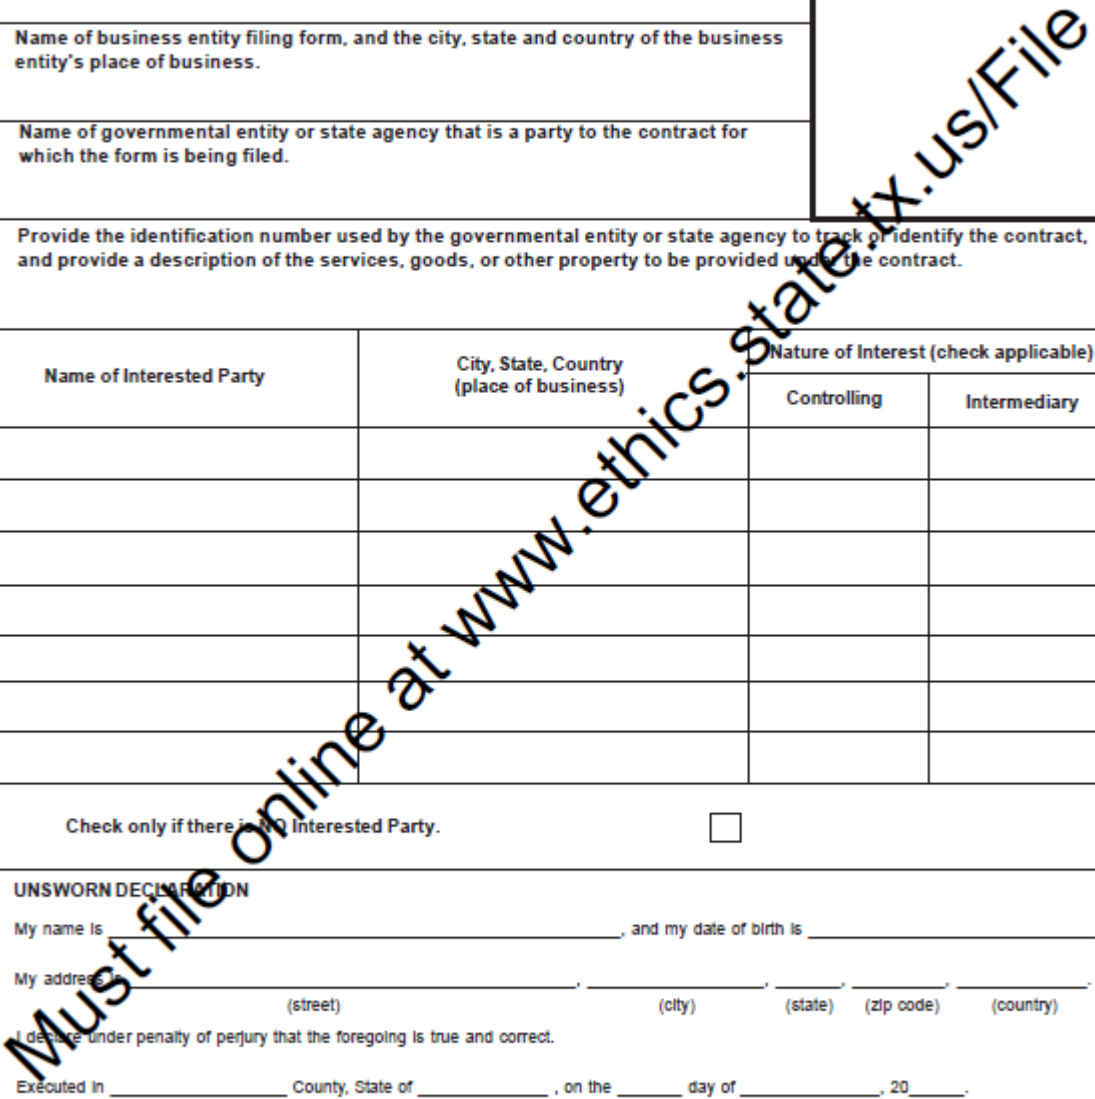 Name of business entity filing form, and the city, state and country of the business
entity's place of business.
Name of governmental entity or state agency that is a party to the contract for
which the form is being filed.
Provide the identification number used by the governmental entity or state agency to track or identify the contract,
and provide a description of the services, goods, or other property to be provided under the contract.
Name of Interested Party
City, State, Country
(place of business)
Nature of Interest (check applicable)
Controlling
Intermediary
Check only if there is NO Interested Party.
UNSWORN DECLARATION
My name is , and my date of birth is
My address is , , , , .
(street) (city) (state) (zip code) (country)
I declare under penalty of perjury that the foregoing is true and correct.
Executed in County, State of , on the day of , 20 .
Must file online at www.ethics.state.tx.us/File